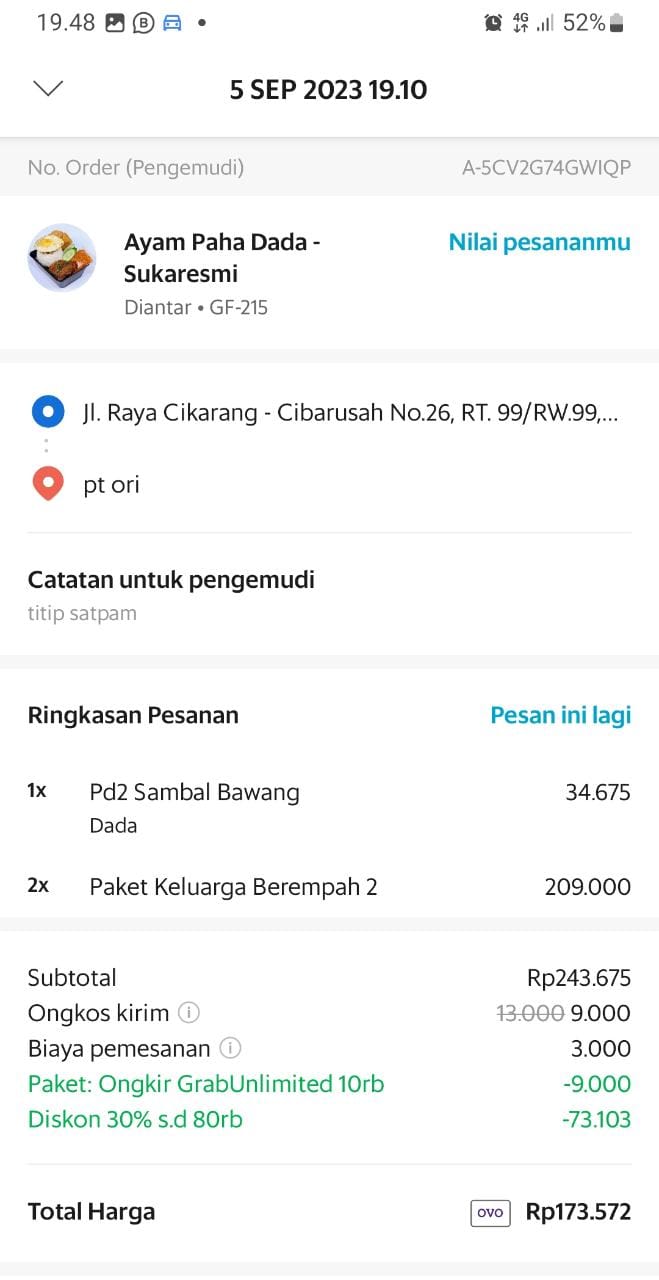 19.48 B 4G 52%
5 SEP 2023 19.10
No. Order (Pengemudi) A-5CV2G74GWIQP
Ayam Paha Dada - Nilai pesananmu
Sukaresmi
Diantar • GF-215
Jl. Raya Cikarang - Cibarusah No.26, RT. 99/RW.99,...
pt ori
Catatan untuk pengemudi
titip satpam
Ringkasan Pesanan Pesan ini lagi
1x Pd2 Sambal Bawang 34.675
Dada
2x Paket Keluarga Berempah 2 209.000
Subtotal Rp243.675
Ongkos kirim 13.000 9.000
Biaya pemesanan 3.000
Paket: Ongkir GrabUnlimited 10rb -9.000
Diskon 30% s.d 80rb -73.103
Total Harga OVO Rp173.572